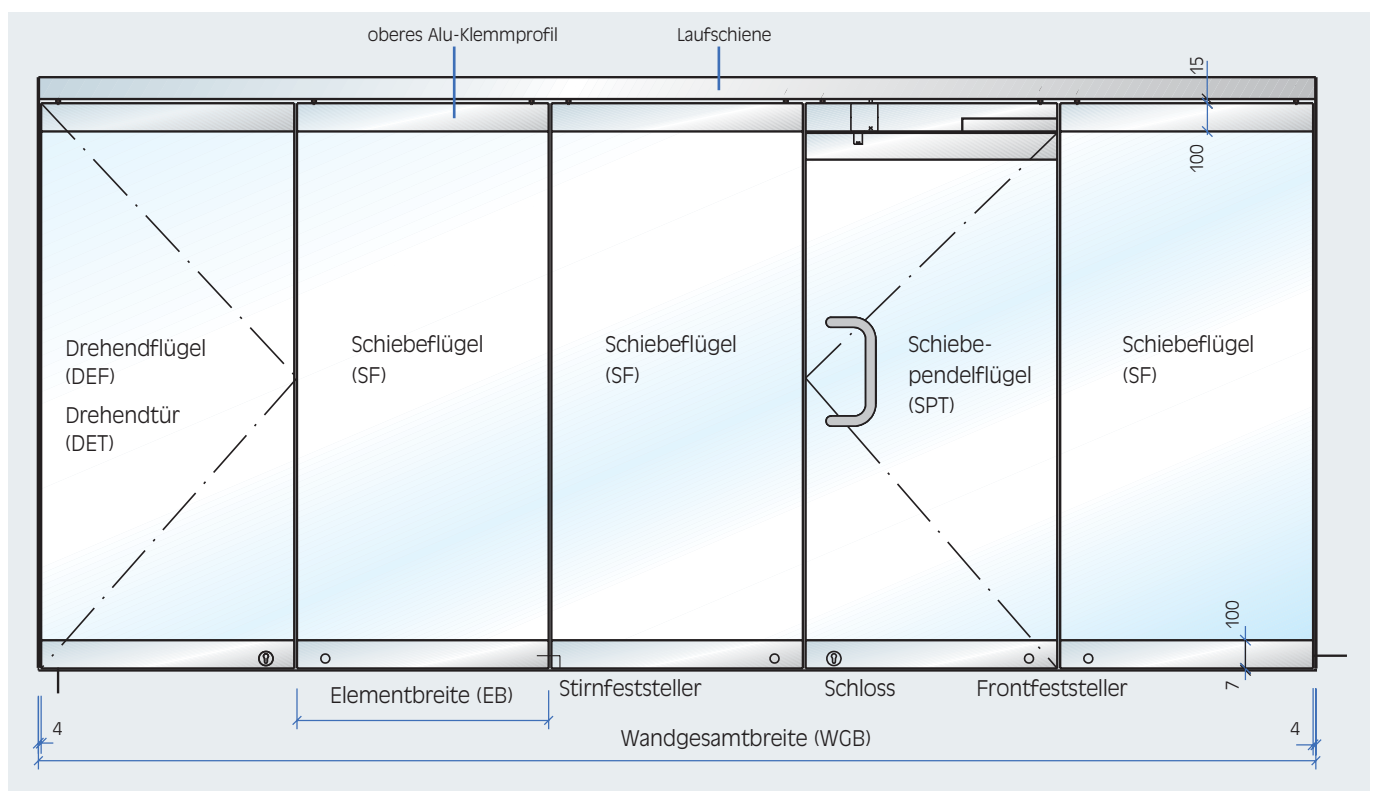 oberes Alu-Klemmprofil
Laufschiene
15
100
Drehendflügel
(DEF)
Drehendtür
(DET)
Schiebeflügel
(SF)
Schiebeflügel
(SF)
Schiebe-
pendelflügel
(SPT)
Schiebeflügel
(SF)
100
7
Elementbreite (EB)
Stirnfeststeller
Schloss
Frontfeststeller
4
Wandgesamtbreite (WGB)
4